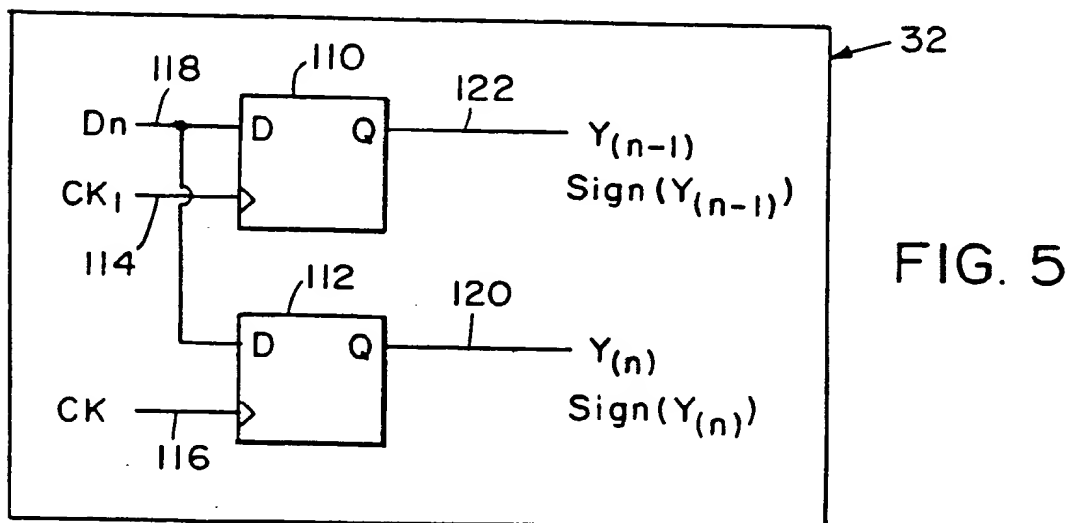 32
118
110
122
Dn
D
Q
Y(n-1)
Sign(Y(n-1))
CK1
114
FIG. 5
112
120
D
Q
Y(n)
Sign(Y(n))
CK
116